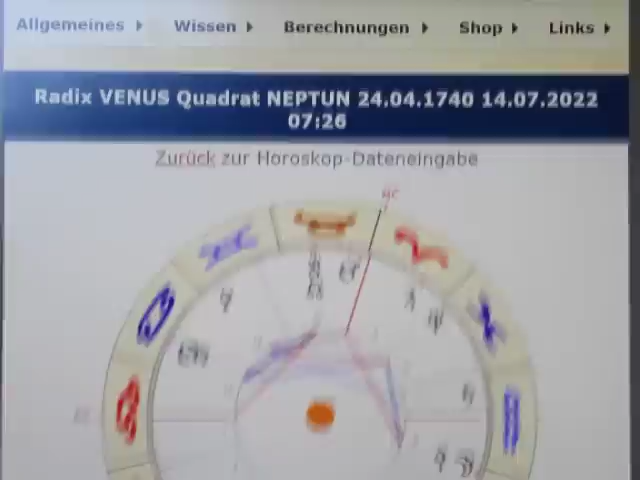 Allgemeines Wissen Berechnungen Shop Links
Radix VENUS Quadrat NEPTUN 24.04.1740 14.07.2022
07:26
Zurück zur Horoskop-Dateneingabe